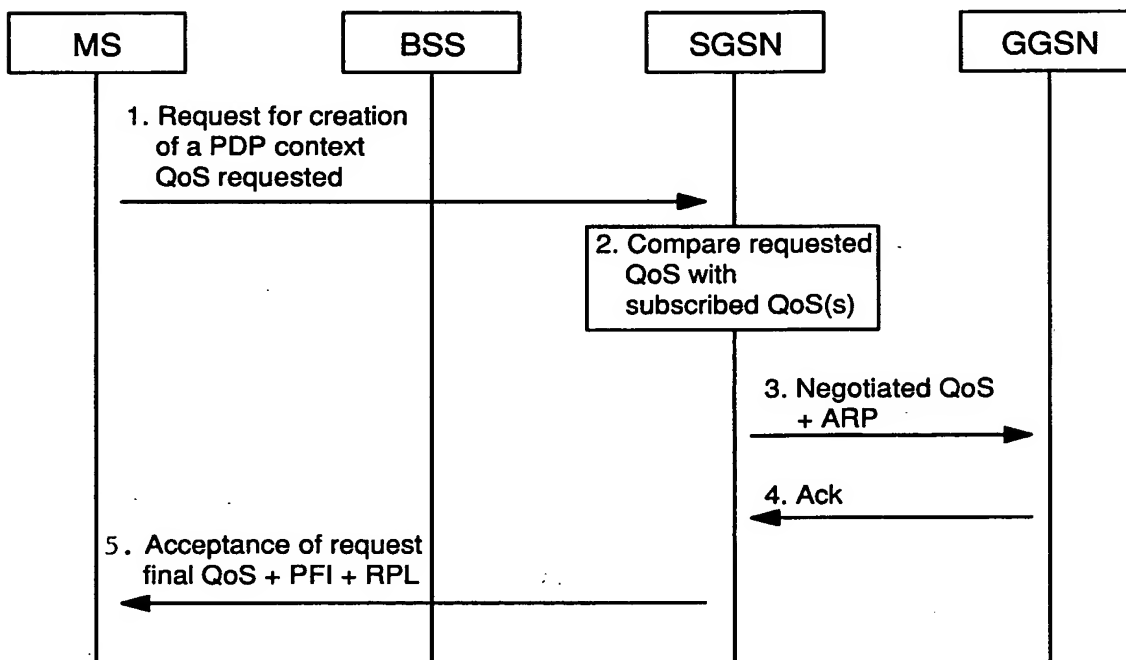 MS
BSS
SGSN
GGSN
1. Request for creation
of a PDP context
QoS requested
2. Compare requested
QoS with
subscribed QoS(s)
3. Negotiated QoS
+ ARP
4. Ack
5. Acceptance of request
final QoS + PFI + RPL